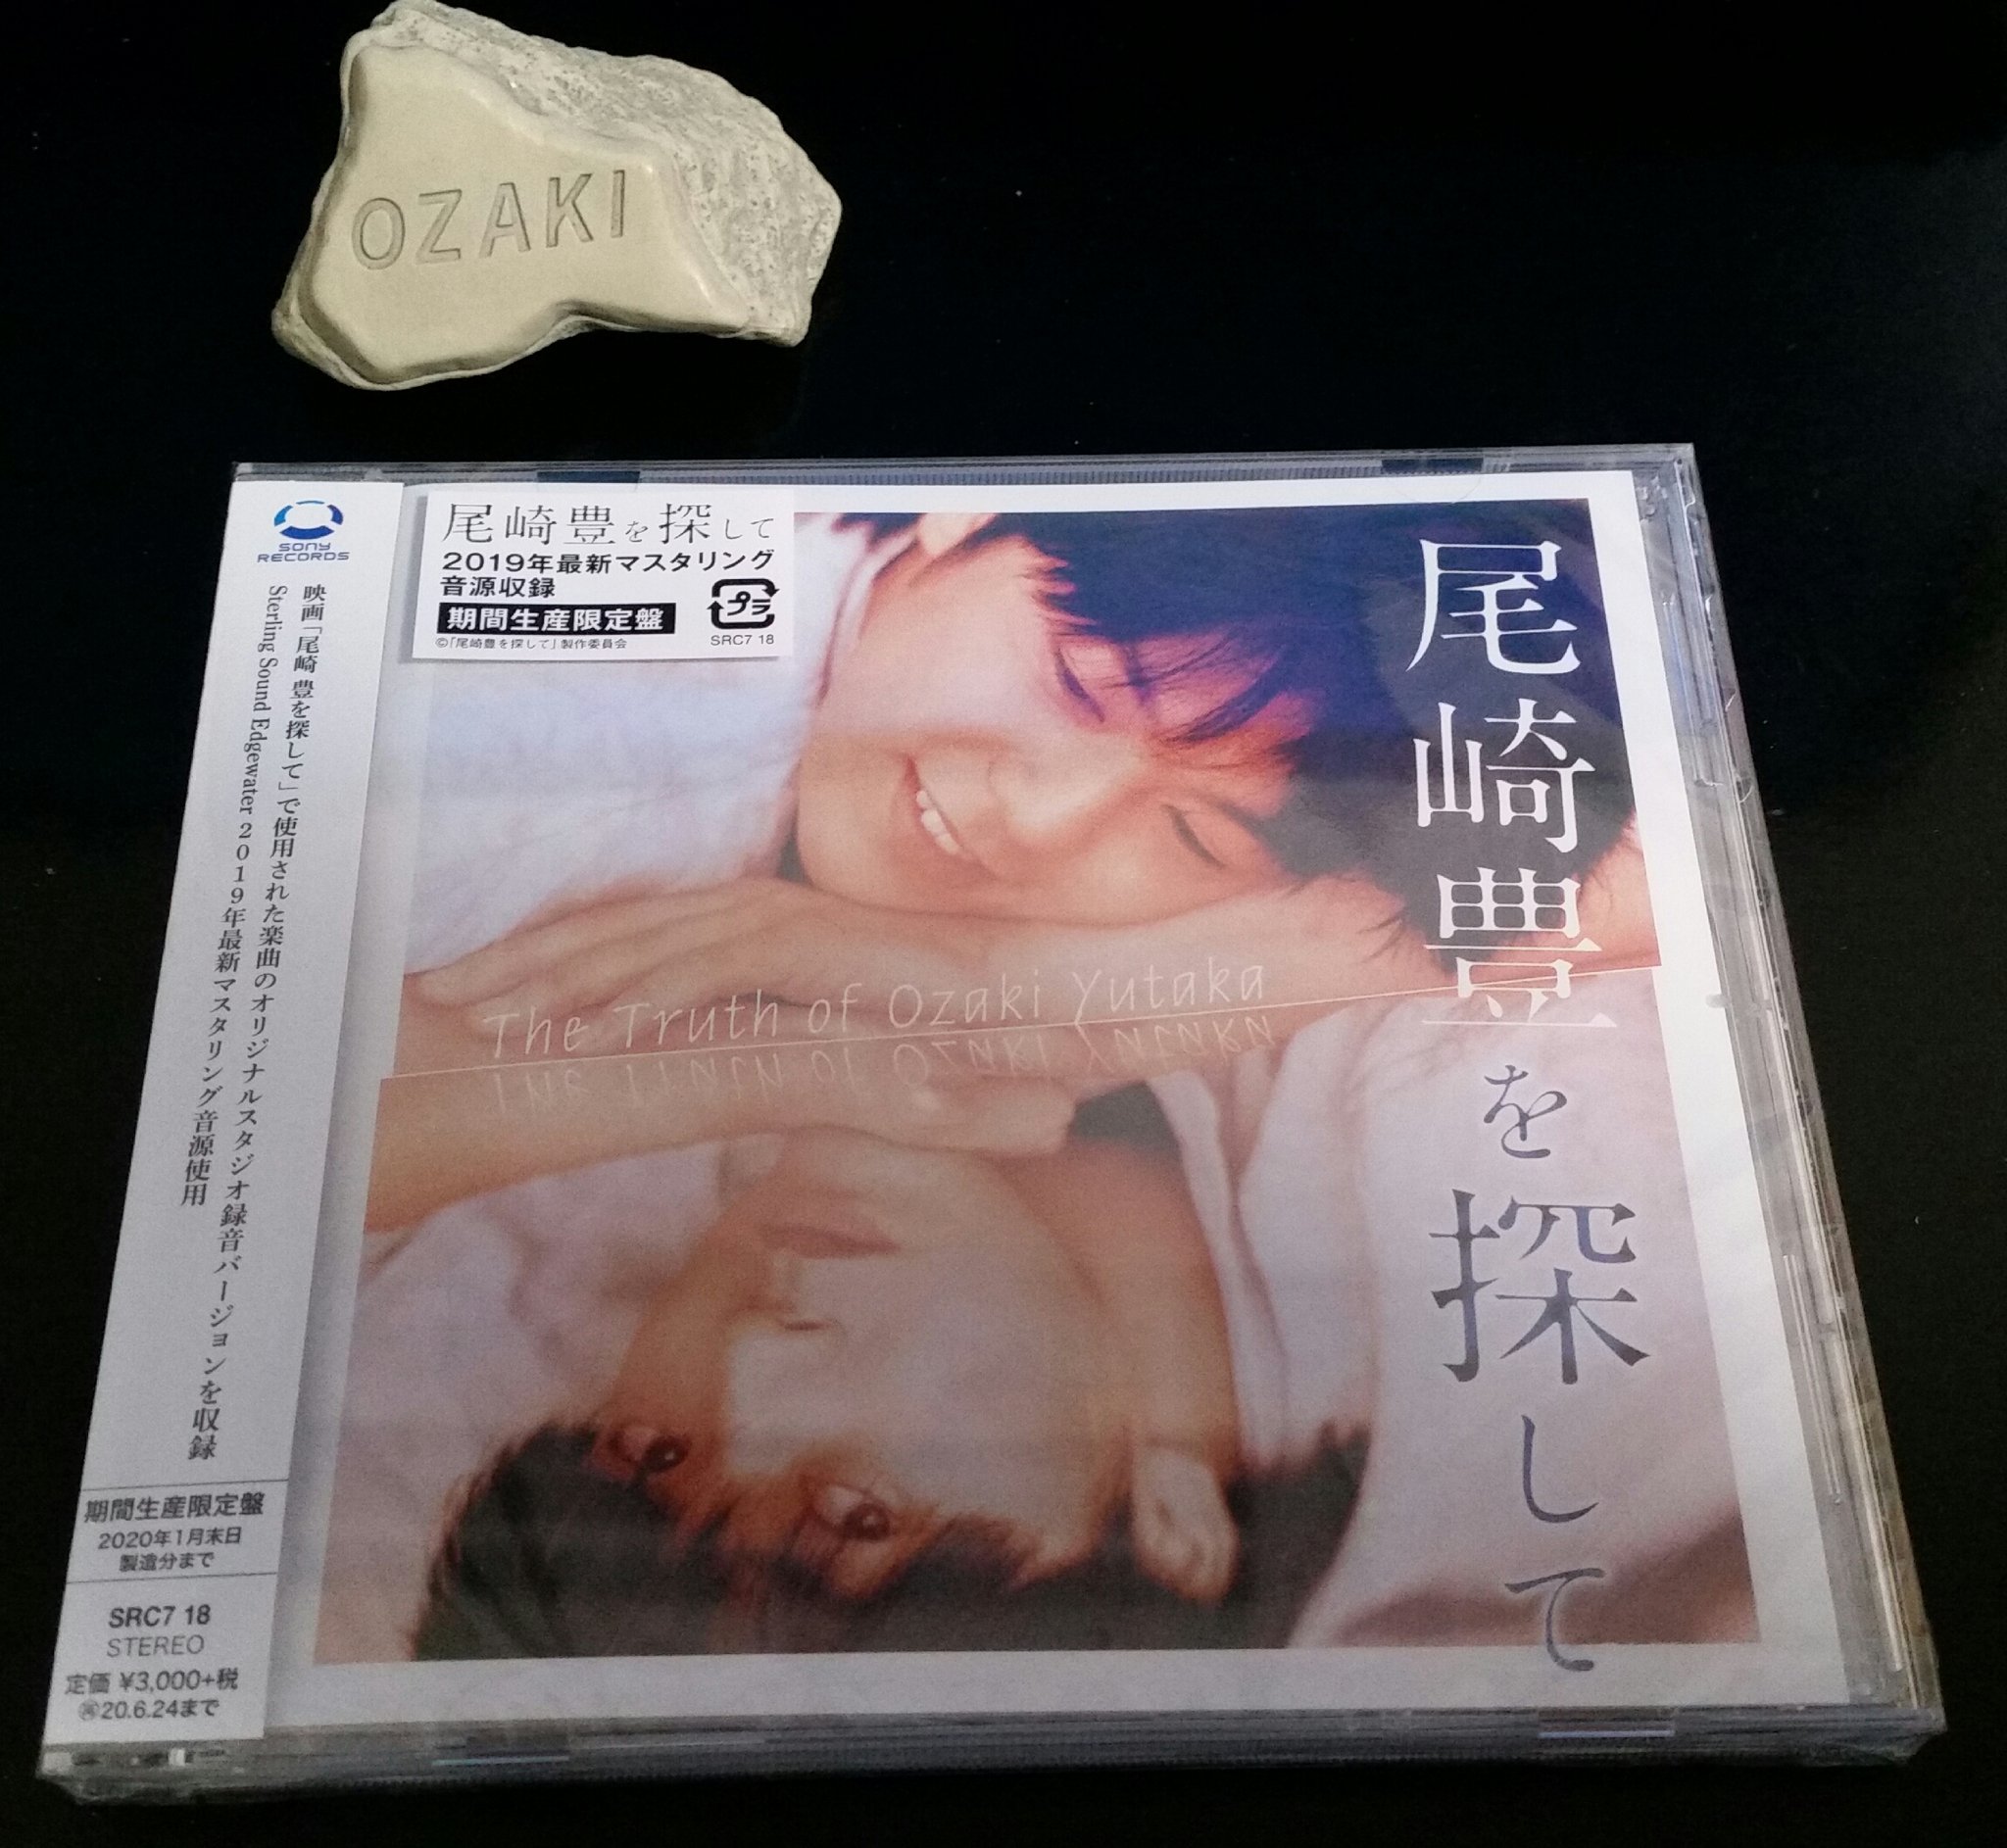 OZAKI
SONY
RECORDS
映画「尾崎豊を探して」で使用された楽曲のオリジナルスタジオ録音バージョンを収録
Sterling Sound Edgewater 2019年最新マスタリング音源使用
期間生産限定盤
2020年1月末日
製造分まで
SRC7 18
STEREO
定価 ¥3,000+税
20.6.24まで
尾崎豊を探して
2019年最新マスタリング
音源収録
期間生産限定盤
プラ
©「尾崎豊を探して」製作委員会
SRC7 18
尾崎豊を探して
The Truth of Ozaki Yutaka
The Truth of Ozaki Yutaka